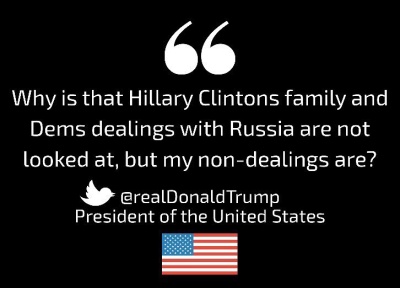 Why is that Hillary Clintons family and
Dems dealings with Russia are not
looked at, but my non-dealings are?
@realDonaldTrump
President of the United States